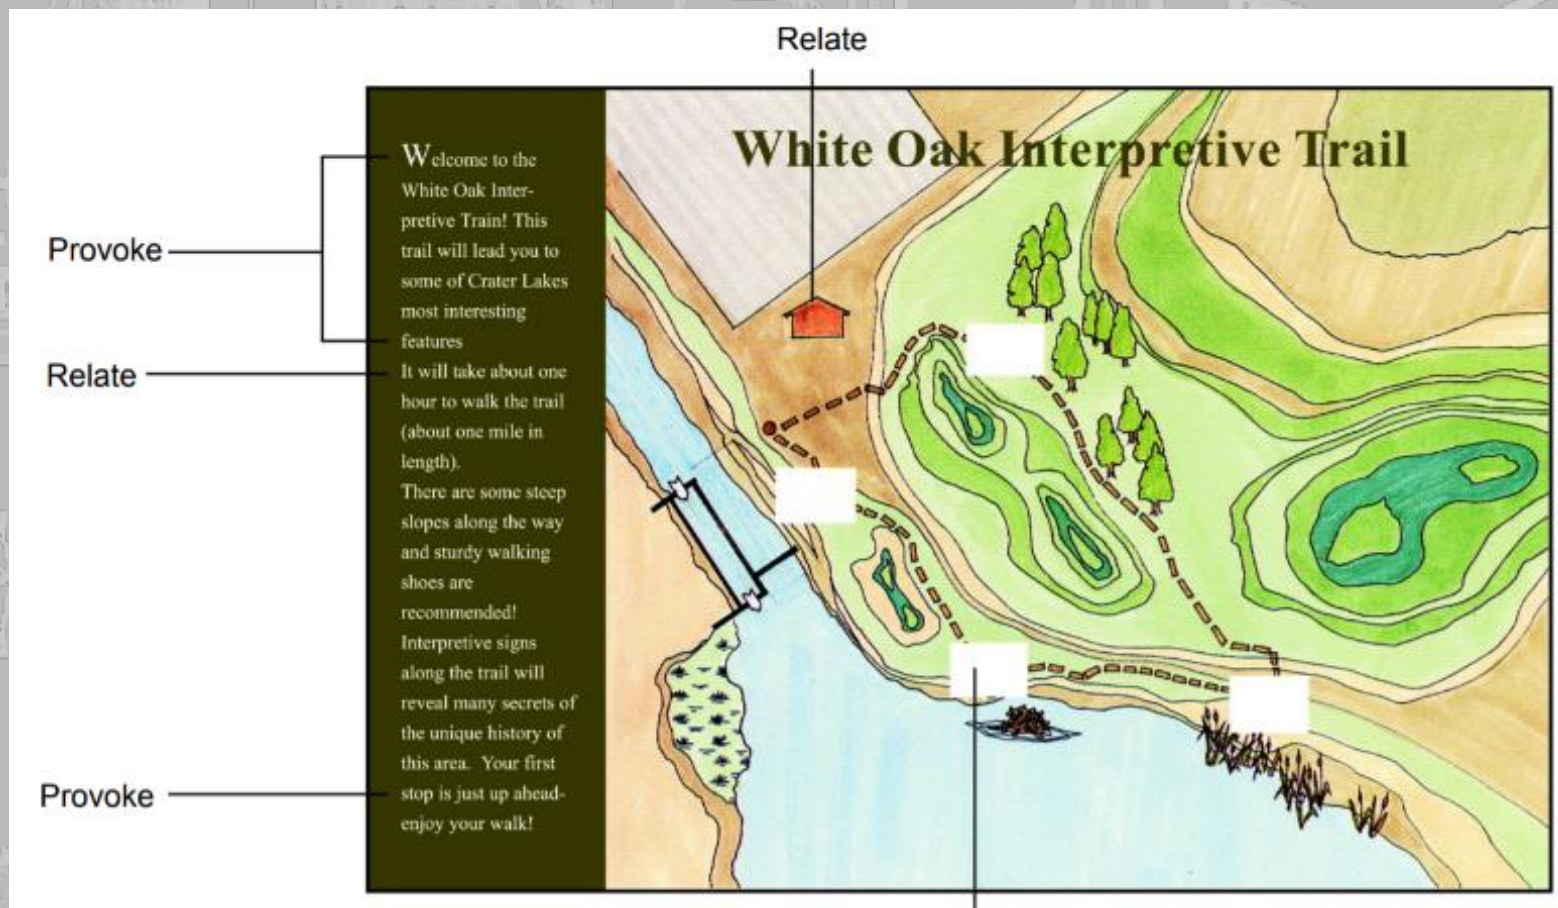 Relate
White Oak Interpretive Trail
Provoke
Relate
Provoke
Welcome to the
White Oak Inter-
pretive Train! This
trail will lead you to
some of Crater Lakes
most interesting
features
It will take about one
hour to walk the trail
(about one mile in
length).
There are some steep
slopes along the way
and sturdy walking
shoes are
recommended!
Interpretive signs
along the trail will
reveal many secrets of
the unique history of
this area. Your first
stop is just up ahead-
enjoy your walk!